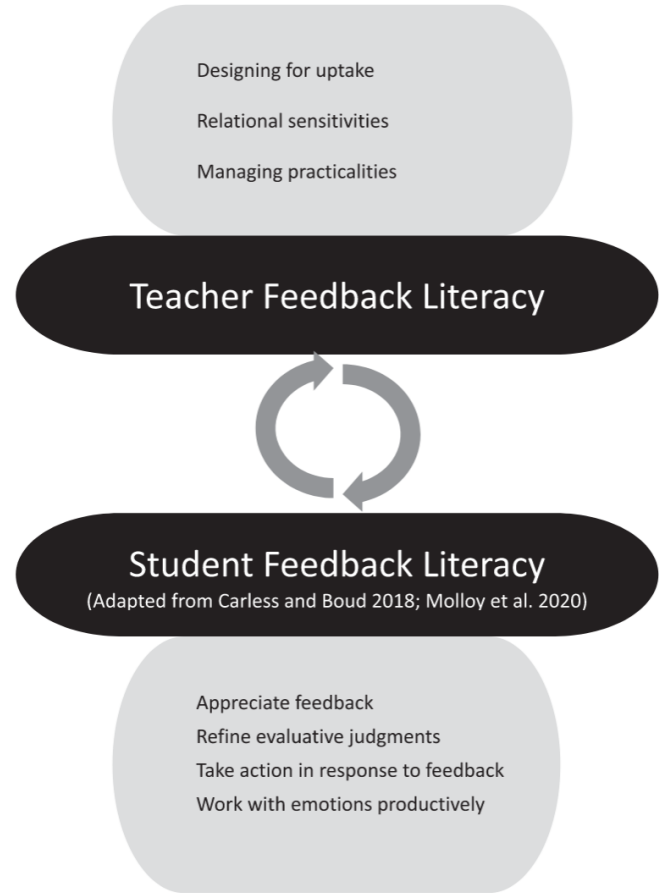 Designing for uptake
Relational sensitivities
Managing practicalities
Teacher Feedback Literacy
Student Feedback Literacy
(Adapted from Carless and Boud 2018; Molloy et al. 2020)
Appreciate feedback
Refine evaluative judgments
Take action in response to feedback
Work with emotions productively